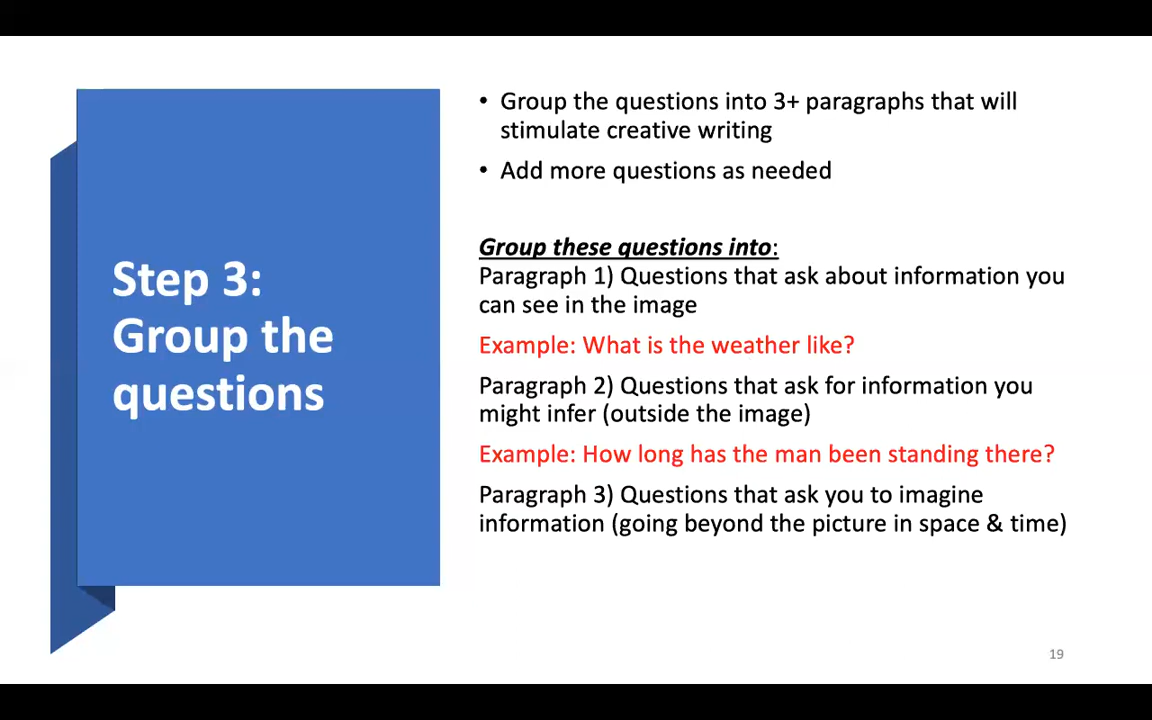 Step 3:
Group the
questions
• Group the questions into 3+ paragraphs that will
stimulate creative writing
• Add more questions as needed
Group these questions into:
Paragraph 1) Questions that ask about information you
can see in the image
Example: What is the weather like?
Paragraph 2) Questions that ask for information you
might infer (outside the image)
Example: How long has the man been standing there?
Paragraph 3) Questions that ask you to imagine
information (going beyond the picture in space & time)
19